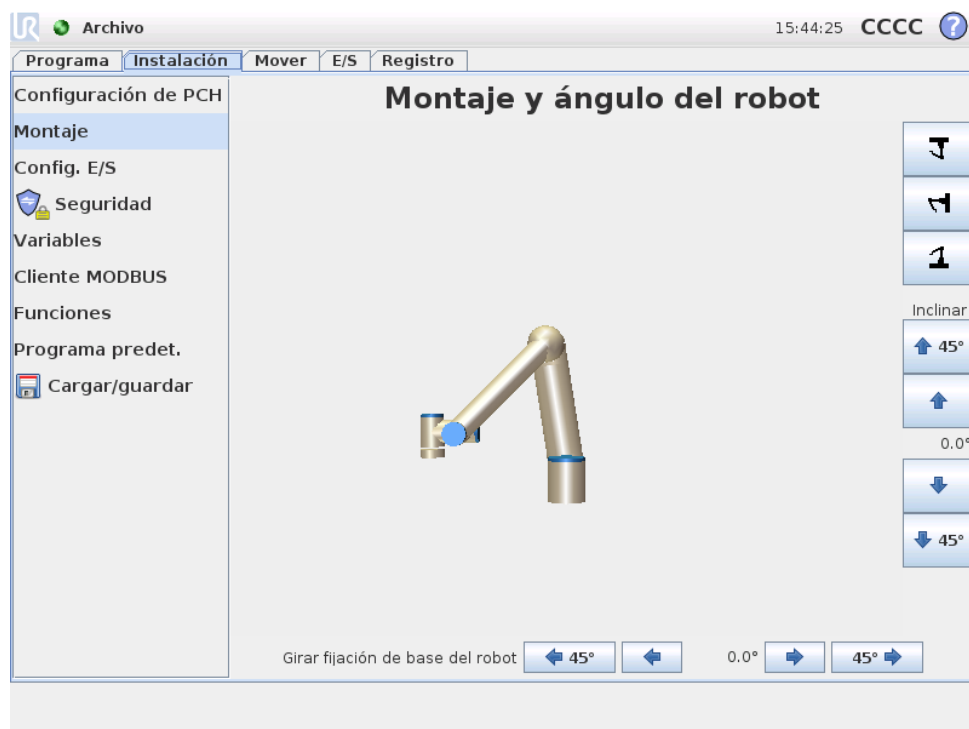 UR Archivo 15:44:25 CCCC ?
Programa Instalación Mover E/S Registro
Configuración de PCH
Montaje
Config. E/S
Seguridad
Variables
Cliente MODBUS
Funciones
Programa predet.
Cargar/guardar
Montaje y ángulo del robot
Inclinar
45°
0.0°
45°
Girar fijación de base del robot 45° 0.0° 45°